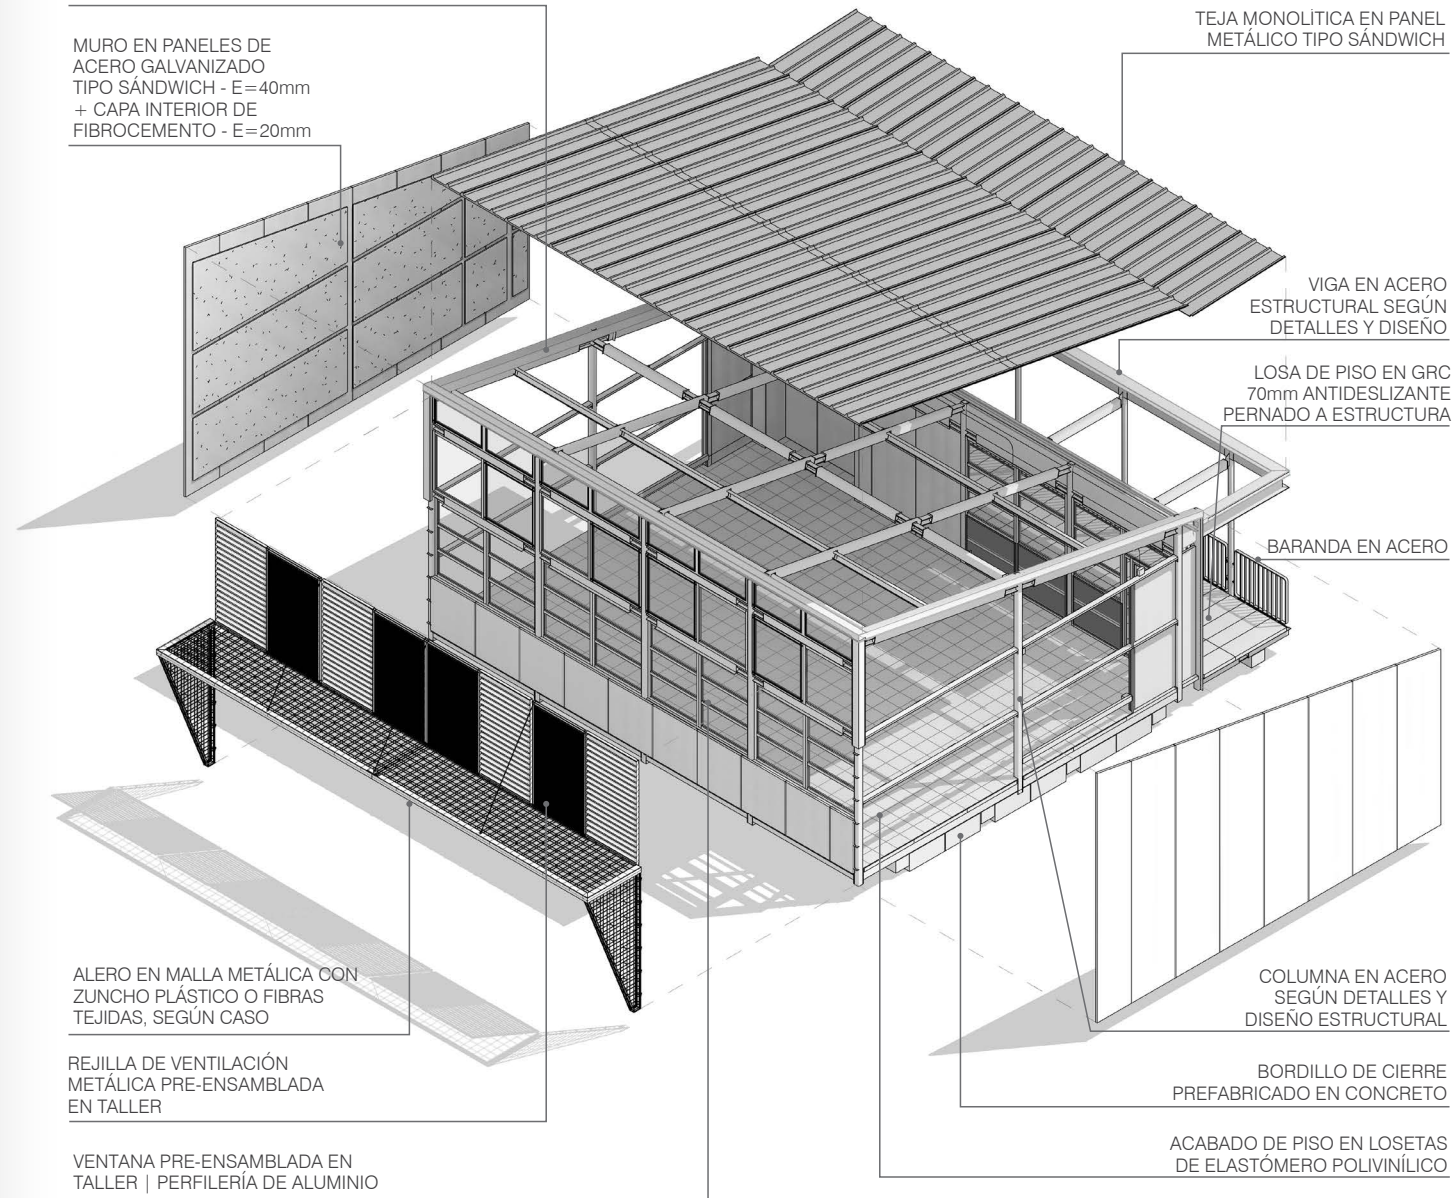 MURO EN PANELES DE
ACERO GALVANIZADO
TIPO SÁNDWICH - E=40mm
+ CAPA INTERIOR DE
FIBROCEMENTO - E=20mm
TEJA MONOLÍTICA EN PANEL
METÁLICO TIPO SÁNDWICH
VIGA EN ACERO
ESTRUCTURAL SEGÚN
DETALLES Y DISEÑO
LOSA DE PISO EN GRC
70mm ANTIDESLIZANTE
PERNADO A ESTRUCTURA
BARANDA EN ACERO
ALERO EN MALLA METÁLICA CON
ZUNCHO PLÁSTICO O FIBRAS
TEJIDAS, SEGÚN CASO
REJILLA DE VENTILACIÓN
METÁLICA PRE-ENSAMBLADA
EN TALLER
VENTANA PRE-ENSAMBLADA EN
TALLER | PERFILERÍA DE ALUMINIO
COLUMNA EN ACERO
SEGÚN DETALLES Y
DISEÑO ESTRUCTURAL
BORDILLO DE CIERRE
PREFABRICADO EN CONCRETO
ACABADO DE PISO EN LOSETAS
DE ELASTÓMERO POLIVINÍLICO